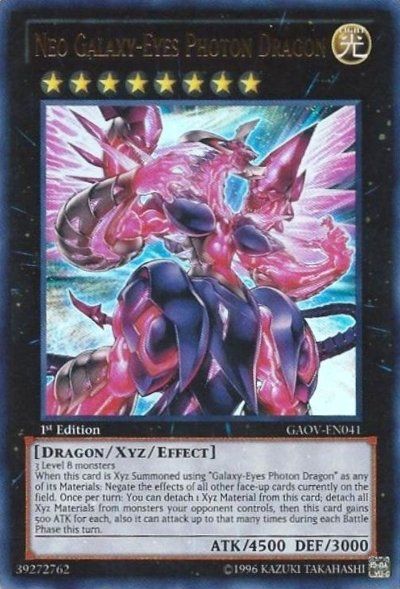 NEO GALAXY-EYES PHOTON DRAGON
LIGHT
光
1st Edition
GAOV-EN041
[DRAGON/XYZ/EFFECT]
3 Level 8 monsters
When this card is Xyz Summoned using "Galaxy-Eyes Photon Dragon" as any
of its Materials: Negate the effects of all other face-up cards currently on
the field. Once per turn: You can detach 1 Xyz Material from this card; detach all
Xyz Materials from monsters your opponent controls, then this card gains
500 ATK for each, also it can attack up to that many times during each Battle
Phase this turn.
ATK/4500 DEF/3000
39272762
©1996 KAZUKI TAKAHASHI